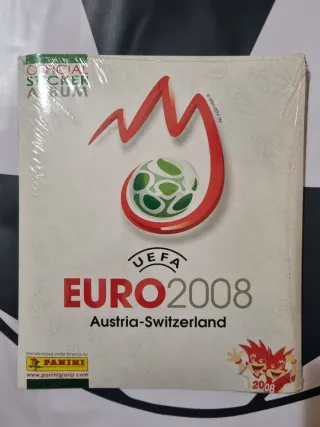 OFFICIAL
STICKER
ALBUM
UEFA
EURO2008
Austria-Switzerland
PANINI
www.paninigroup.com
2008